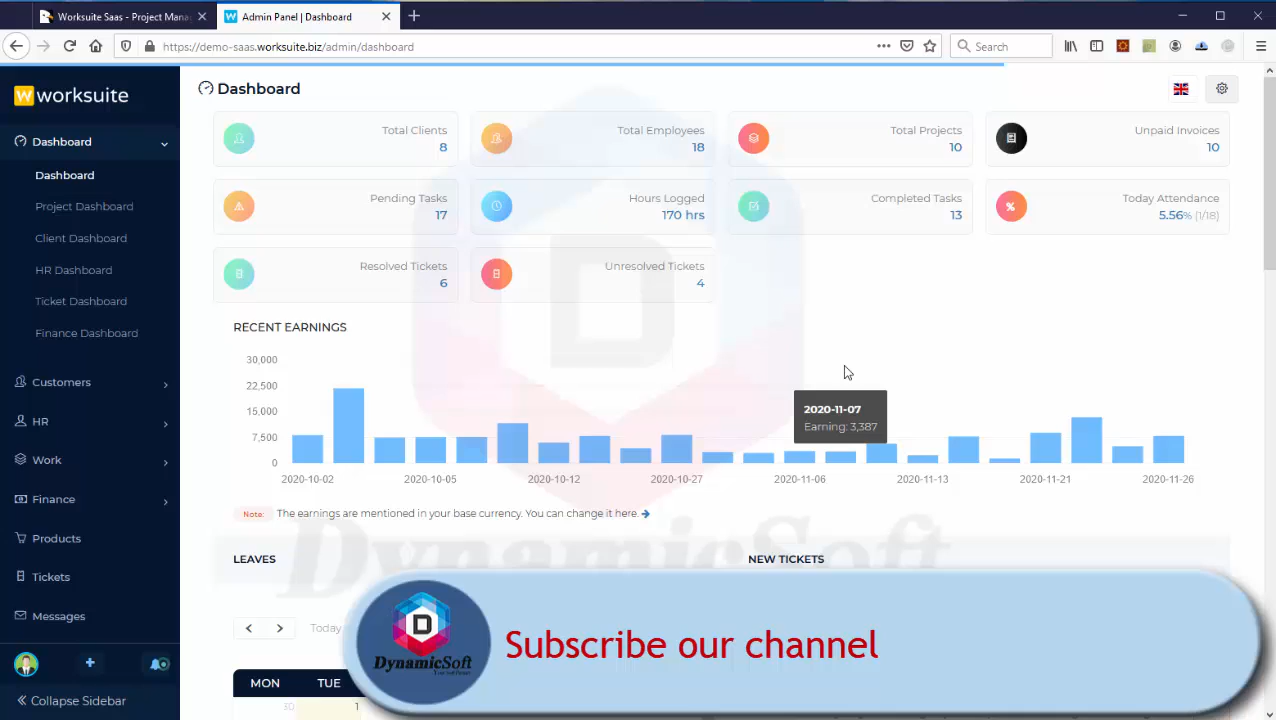 Worksuite Saas - Project Manag
Admin Panel | Dashboard
https://demo-saas.worksuite.biz/admin/dashboard
Search
worksuite
Dashboard
Dashboard
Dashboard
Project Dashboard
Client Dashboard
HR Dashboard
Ticket Dashboard
Finance Dashboard
Customers
HR
Work
Finance
Products
Tickets
Messages
Collapse Sidebar
Total Clients
8
Total Employees
18
Total Projects
10
Unpaid Invoices
10
Pending Tasks
17
Hours Logged
170 hrs
Completed Tasks
13
Today Attendance
5.56% (1/18)
Resolved Tickets
6
Unresolved Tickets
4
RECENT EARNINGS
30,000
22,500
15,000
7,500
0
2020-11-07
Earning: 3,387
2020-10-02 2020-10-05 2020-10-12 2020-10-27 2020-11-06 2020-11-13 2020-11-21 2020-11-26
Note: The earnings are mentioned in your base currency. You can change it here.
DynamicSoft
LEAVES
NEW TICKETS
Today
MON TUE
30 1
D
DynamicSoft
Subscribe our channel